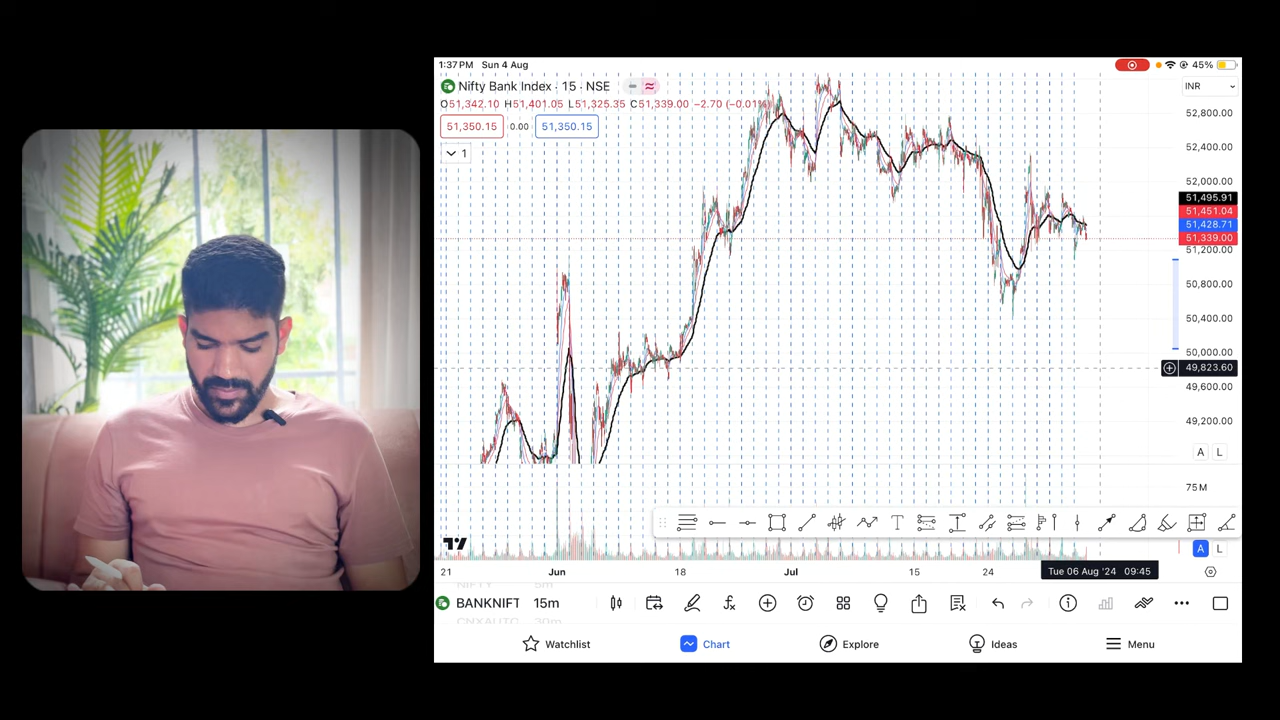 1:37 PM Sun 4 Aug 45%
Nifty Bank Index · 15 · NSE
INR
O51,342.10 H51,401.05 L51,325.35 C51,339.00 −2.70 (−0.01%)
51,350.15 0.00 51,350.15
1
52,800.00
52,400.00
52,000.00
51,495.91
51,451.04
51,428.71
51,339.00
51,200.00
50,800.00
50,400.00
50,000.00
49,823.60
49,600.00
49,200.00
A L
75 M
T
A L
21 Jun 18 Jul 15 24 Tue 06 Aug '24 09:45
NIFTY 5m
BANKNIFT 15m
CNXAUTO 30m
Watchlist Chart Explore Ideas Menu